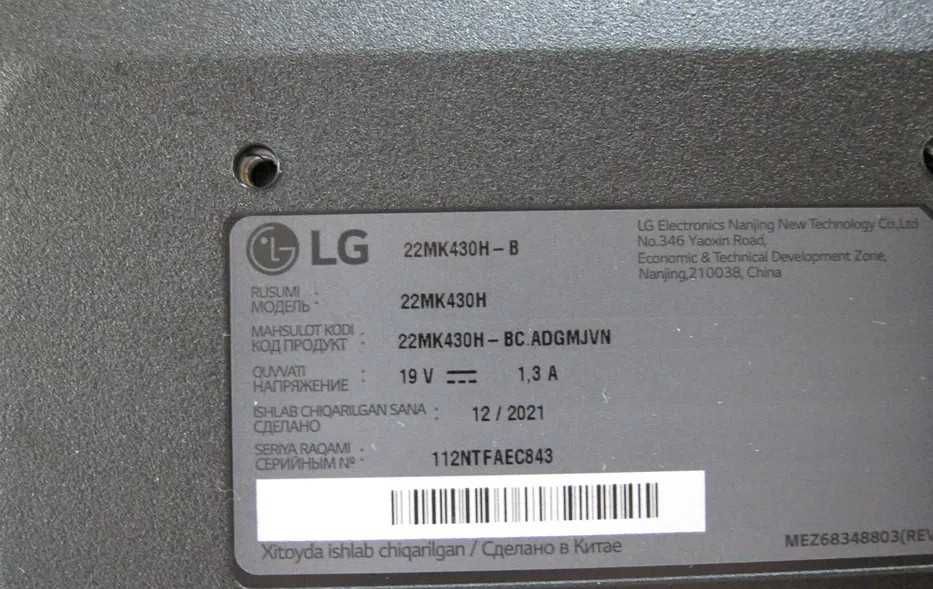 LG 22MK430H-B
LG Electronics Nanjing New Technology Co.,Ltd
No.346 Yaoxin Road,
Economic & Technical Development Zone,
Nanjing,210038, China
RUSUMI
МОДЕЛЬ : 22MK430H
MAHSULOT KODI
КОД ПРОДУКТ : 22MK430H-BC.ADGMJVN
QUVVATI
НАПРЯЖЕНИЕ : 19 V ⎓ 1,3 A
ISHLAB CHIQARILGAN SANA : 12 / 2021
СДЕЛАНО
SERIYA RAQAMI
СЕРИЙНЫМ № : 112NTFAEC843
Xitoyda ishlab chiqarilgan / Сделано в Китае
MEZ68348803(REV